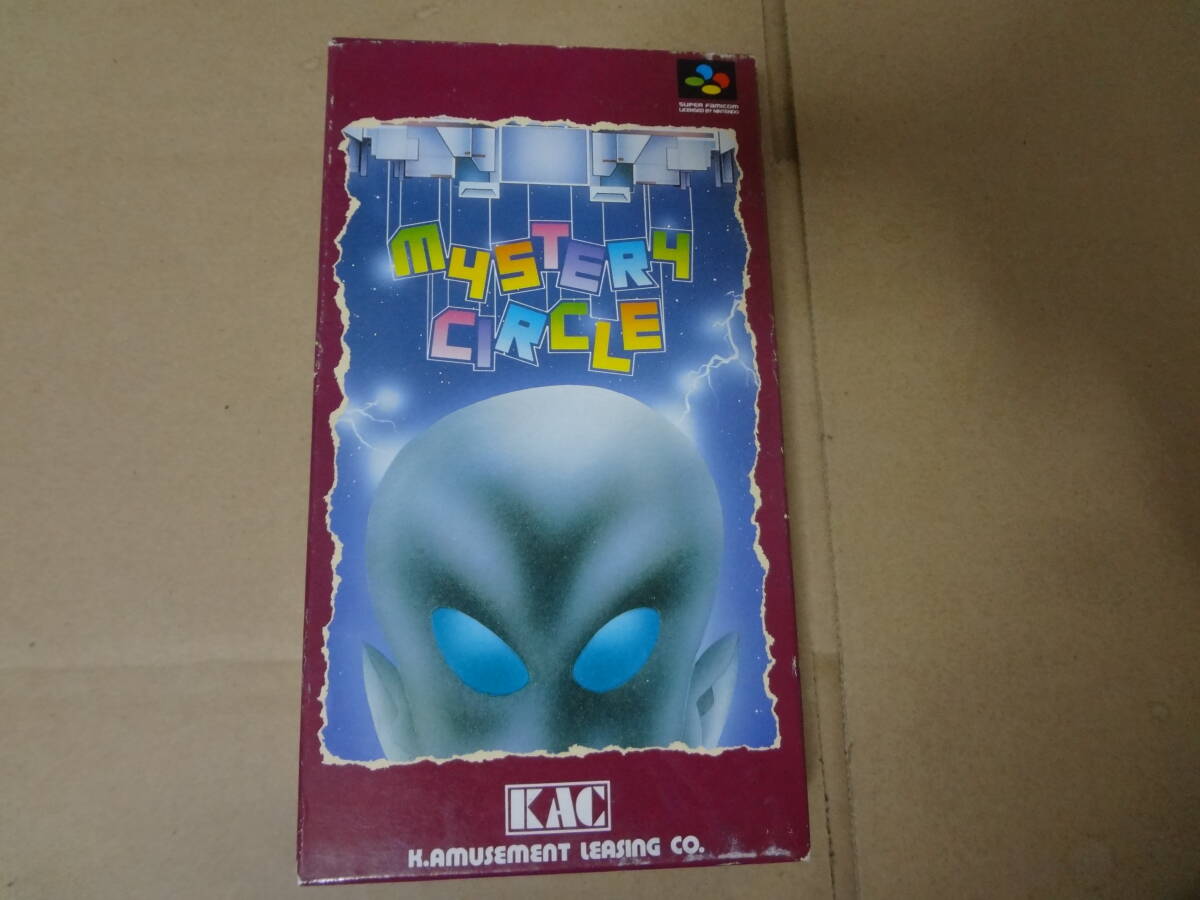 SUPER FAMICOM
LICENSED BY NINTENDO
MYSTERY
CIRCLE
KAC
K.AMUSEMENT LEASING CO.